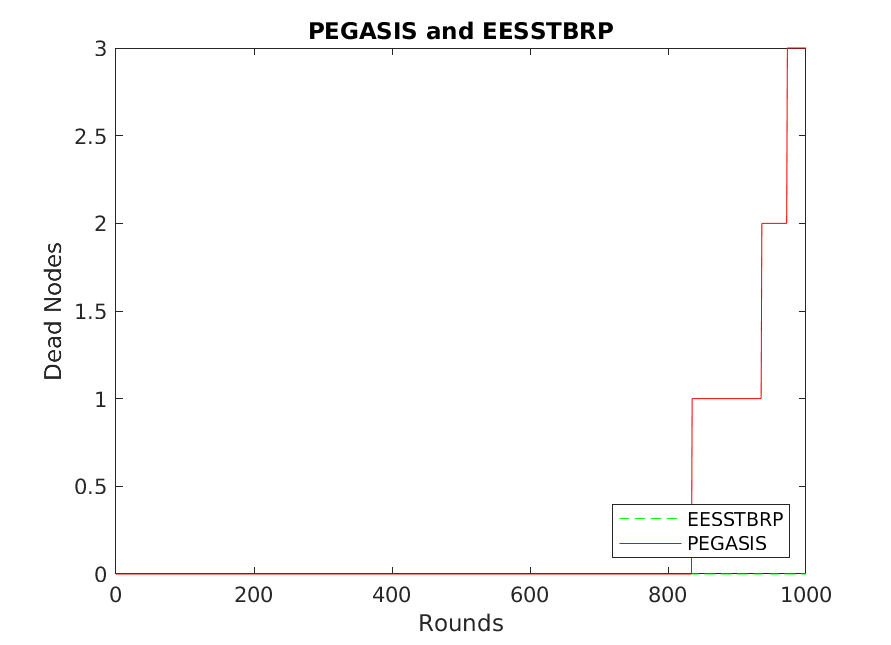 PEGASIS and EESSTBRP
3
2.5
2
1.5
1
0.5
0
Dead Nodes
EESSTBRP
PEGASIS
0 200 400 600 800 1000
Rounds